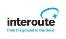 interoute
from the ground to the cloud